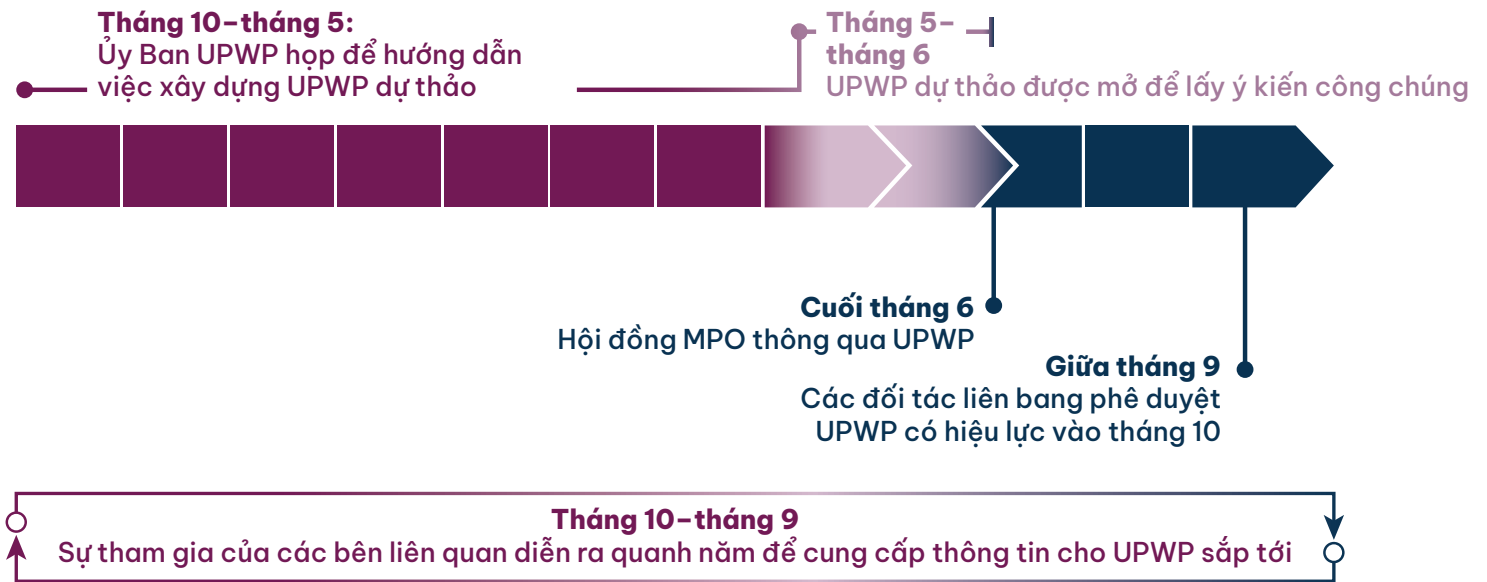 Tháng 10–tháng 5:
Ủy Ban UPWP họp để hướng dẫn
việc xây dựng UPWP dự thảo
Tháng 5–
tháng 6
UPWP dự thảo được mở để lấy ý kiến công chúng
Cuối tháng 6
Hội đồng MPO thông qua UPWP
Giữa tháng 9
Các đối tác liên bang phê duyệt
UPWP có hiệu lực vào tháng 10
Tháng 10–tháng 9
Sự tham gia của các bên liên quan diễn ra quanh năm để cung cấp thông tin cho UPWP sắp tới